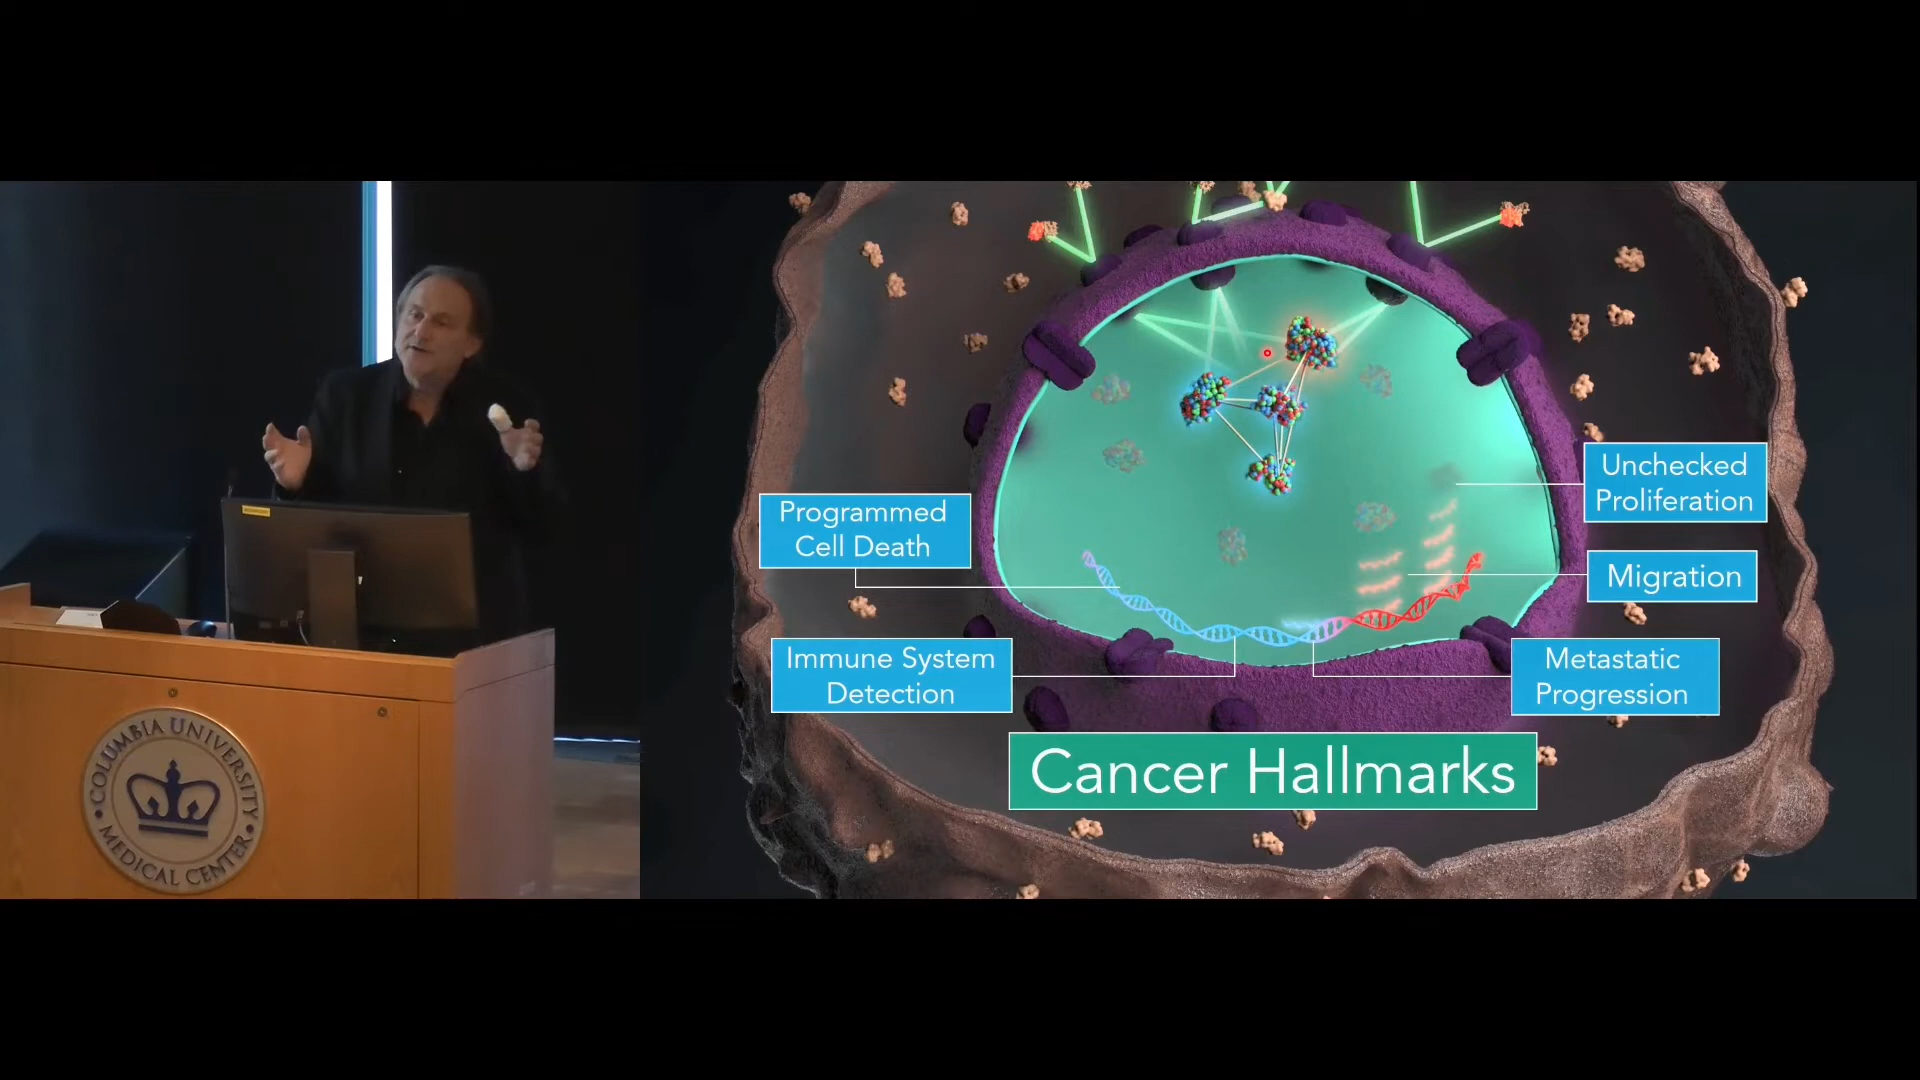 Programmed
Cell Death
Immune System
Detection
Unchecked
Proliferation
Migration
Metastatic
Progression
Cancer Hallmarks
COLUMBIA UNIVERSITY
MEDICAL CENTER